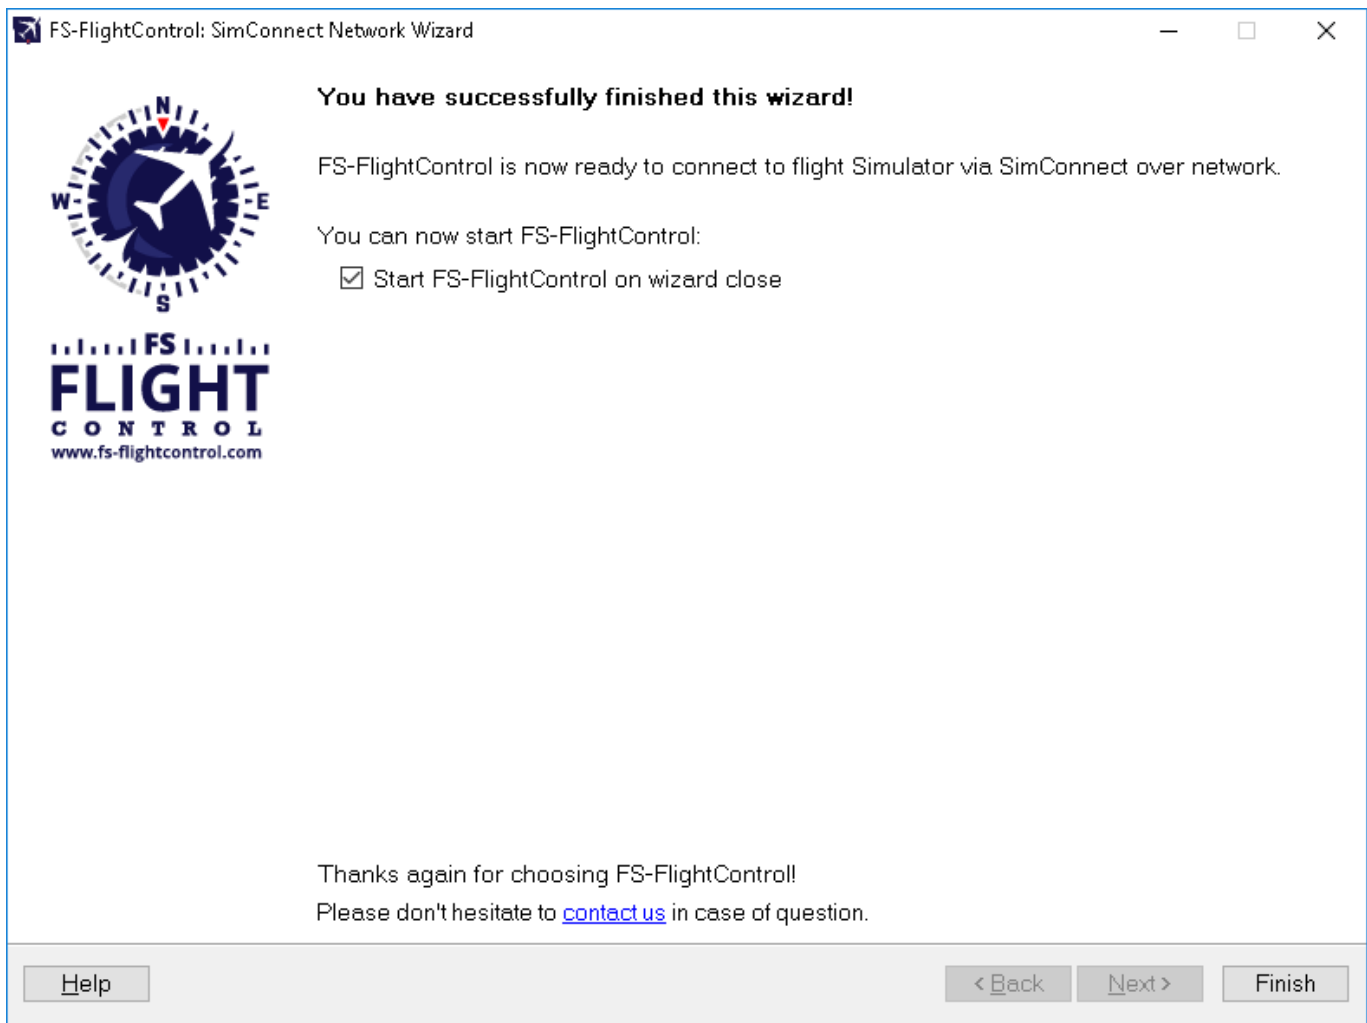 FS-FlightControl: SimConnect Network Wizard
N
W
E
S
FS
FLIGHT
CONTROL
www.fs-flightcontrol.com
You have successfully finished this wizard!
FS-FlightControl is now ready to connect to flight Simulator via SimConnect over network.
You can now start FS-FlightControl:
Start FS-FlightControl on wizard close
Thanks again for choosing FS-FlightControl!
Please don't hesitate to contact us in case of question.
Help
< Back
Next >
Finish